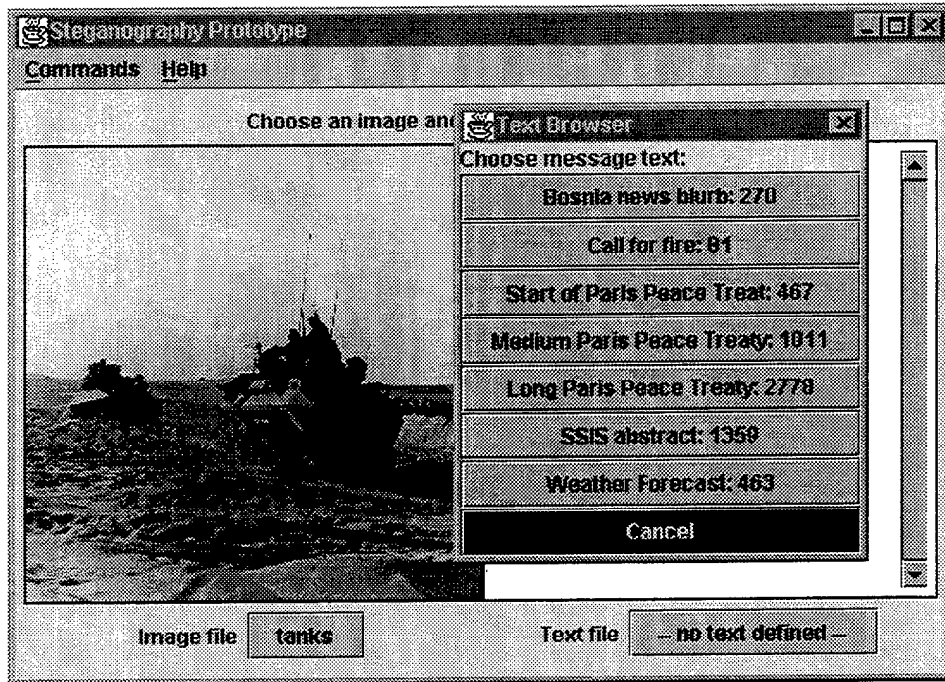 Steganography Prototype
Commands Help
Choose an image and
Text Browser
Choose message text:
Bosnia news blurb: 270
Call for fire: 81
Start of Paris Peace Treat: 467
Medium Paris Peace Treaty: 1011
Long Paris Peace Treaty: 2778
SSIS abstract: 1359
Weather Forecast: 463
Cancel
Image file tanks Text file -- no text defined --